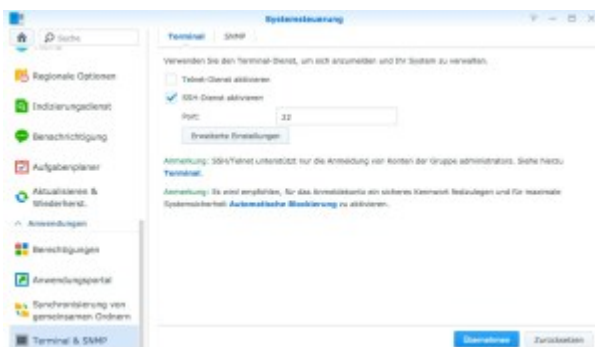 Systemsteuerung
Suche
Regionale Optionen
Indizierungsdienst
Benachrichtigung
Aufgabenplaner
Aktualisieren &
Wiederherst.
Anwendungen
Berechtigungen
Anwendungsportal
Synchronisierung von
gemeinsamen Ordnern
Terminal & SNMP
Terminal
SNMP
Verwenden Sie den Terminal-Dienst, um sich anzumelden und Ihr System zu verwalten.
Telnet-Dienst aktivieren
SSH-Dienst aktivieren
Port:
22
Erweiterte Einstellungen
Anmerkung: SSH/Telnet unterstützt nur die Anmeldung von Konten der Gruppe administrators. Siehe hierzu
Terminal.
Anmerkung: Es wird empfohlen, für das Anmeldekonto ein sicheres Kennwort festzulegen und für maximale
Systemsicherheit Automatische Blockierung zu aktivieren.
Übernehmen
Zurücksetzen